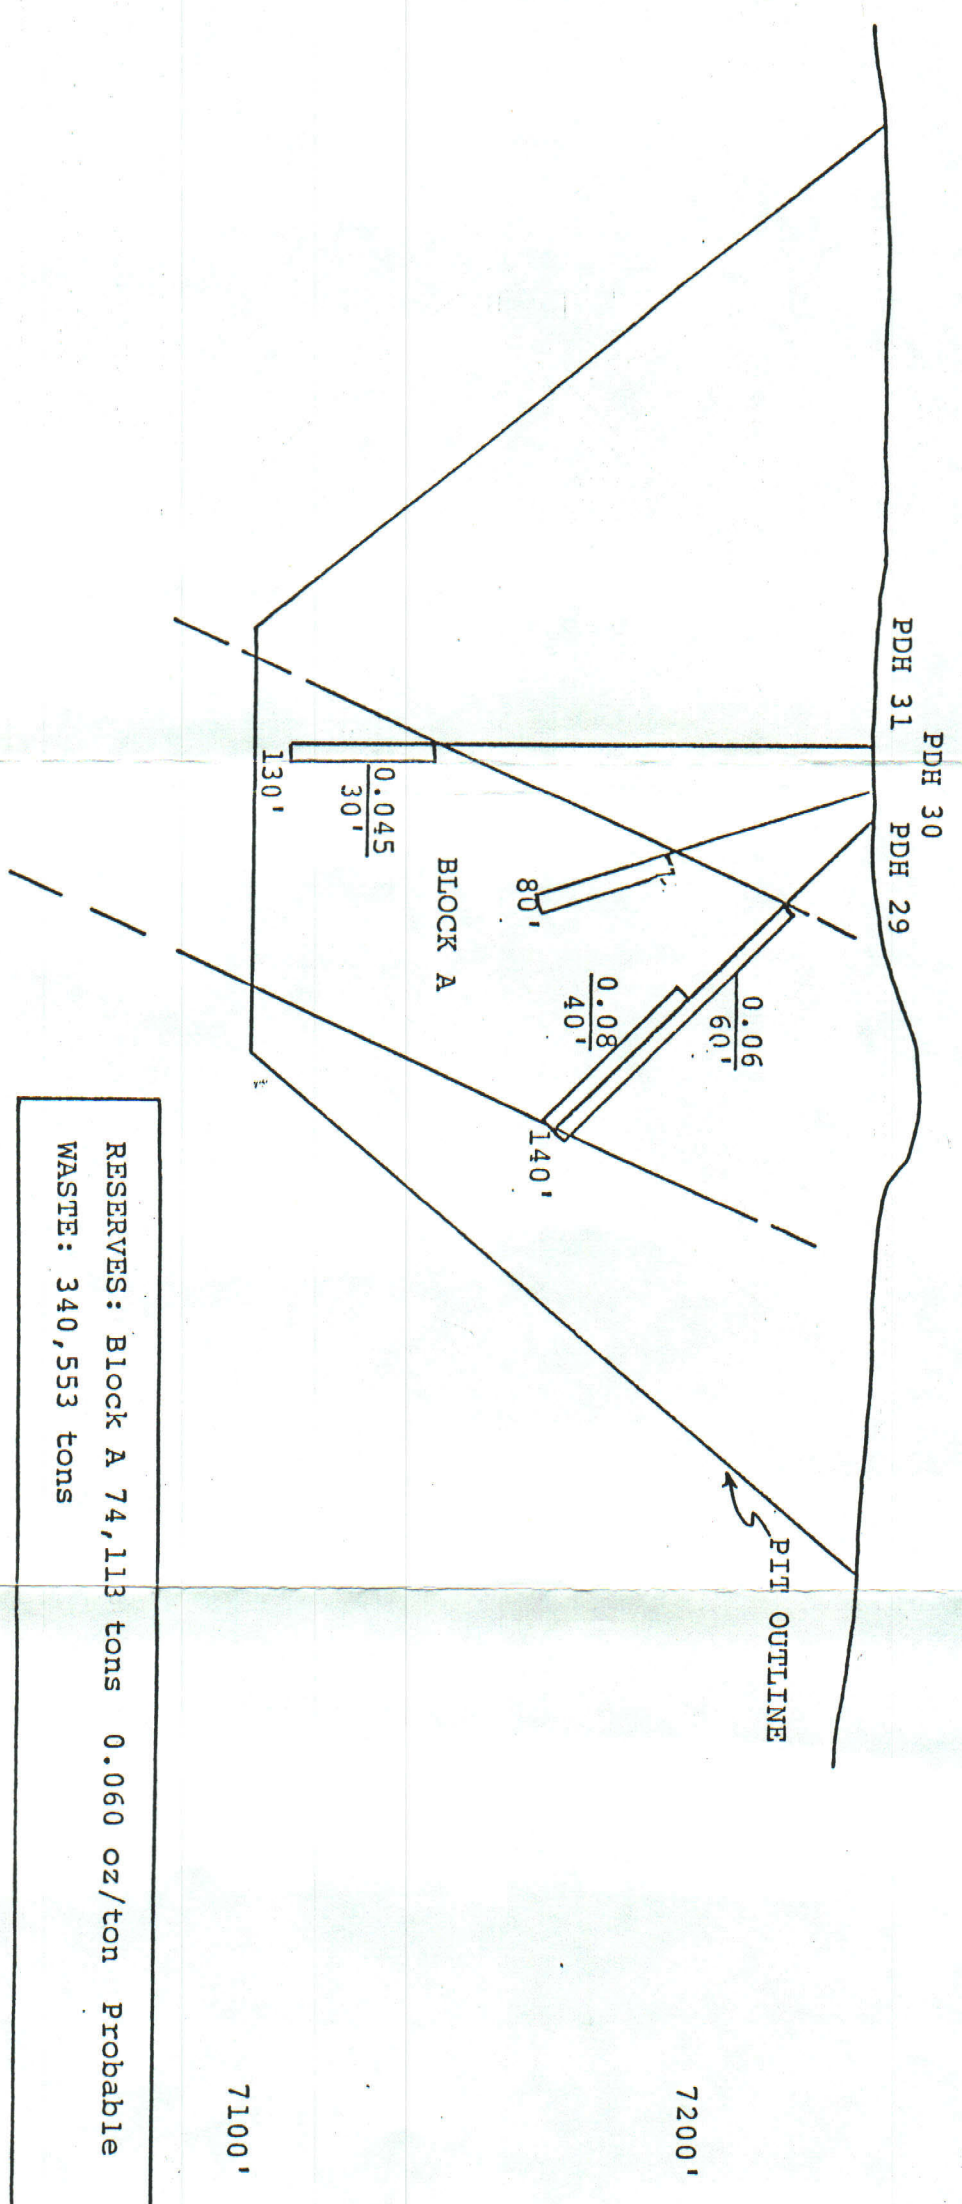 PDH 30
PDH 31
PDH 29
0.06
60'
0.08
40'
140'
80'
BLOCK A
0.045
30'
130'
PIT OUTLINE
7200'
7100'
RESERVES: Block A 74,113 tons 0.060 oz/ton Probable
WASTE: 340,553 tons